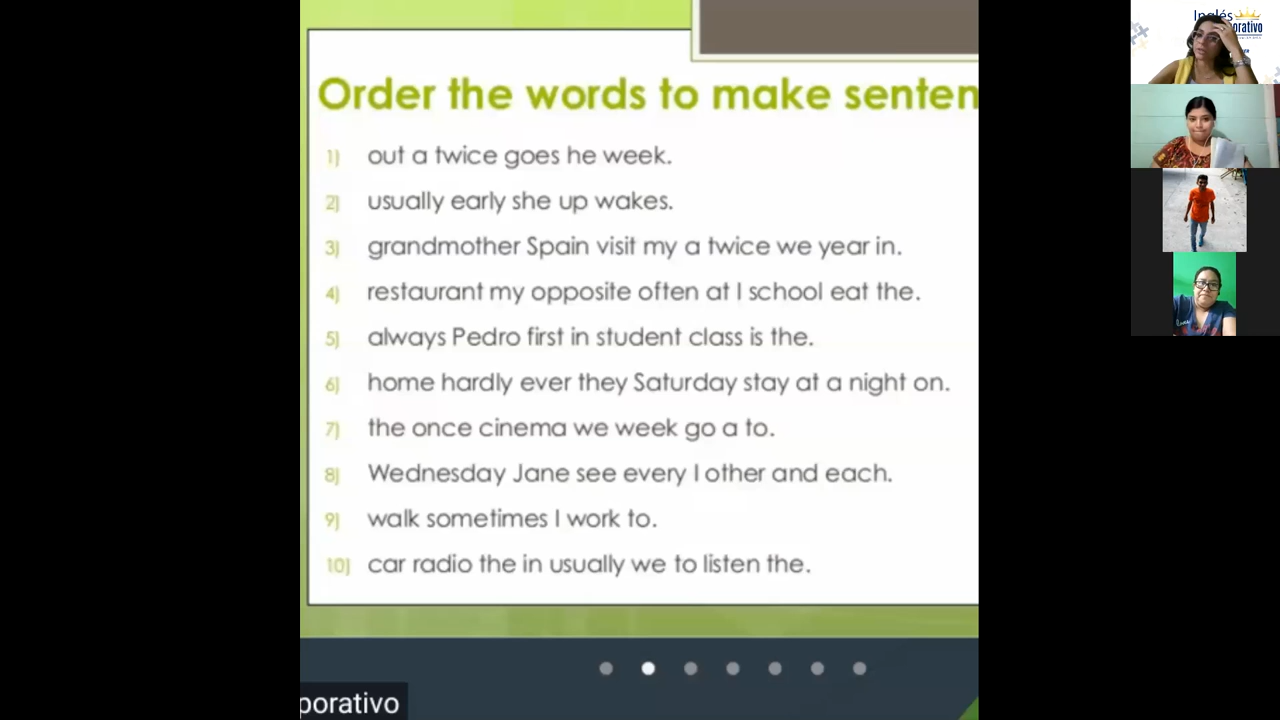 Order the words to make senten
1) out a twice goes he week.
2) usually early she up wakes.
3) grandmother Spain visit my a twice we year in.
4) restaurant my opposite often at I school eat the.
5) always Pedro first in student class is the.
6) home hardly ever they Saturday stay at a night on.
7) the once cinema we week go a to.
8) Wednesday Jane see every I other and each.
9) walk sometimes I work to.
10) car radio the in usually we to listen the.
porativo
Inglés
orativo